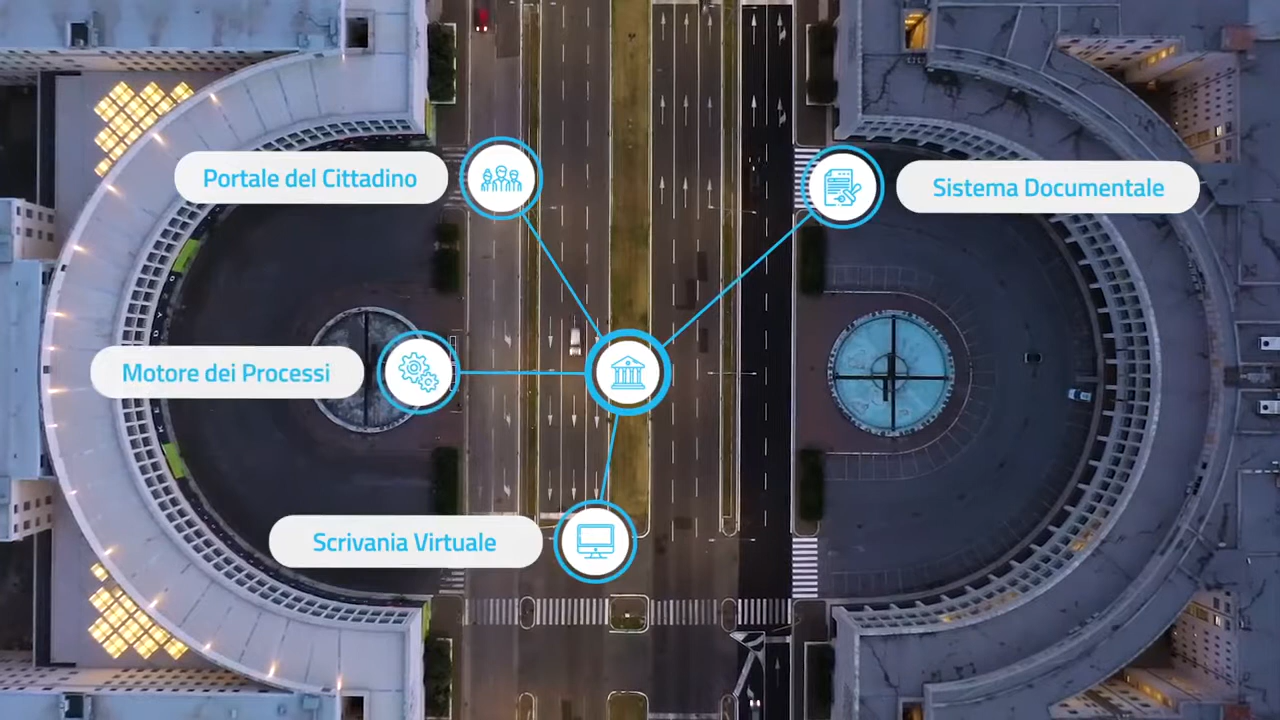 Portale del Cittadino
Sistema Documentale
Motore dei Processi
Scrivania Virtuale